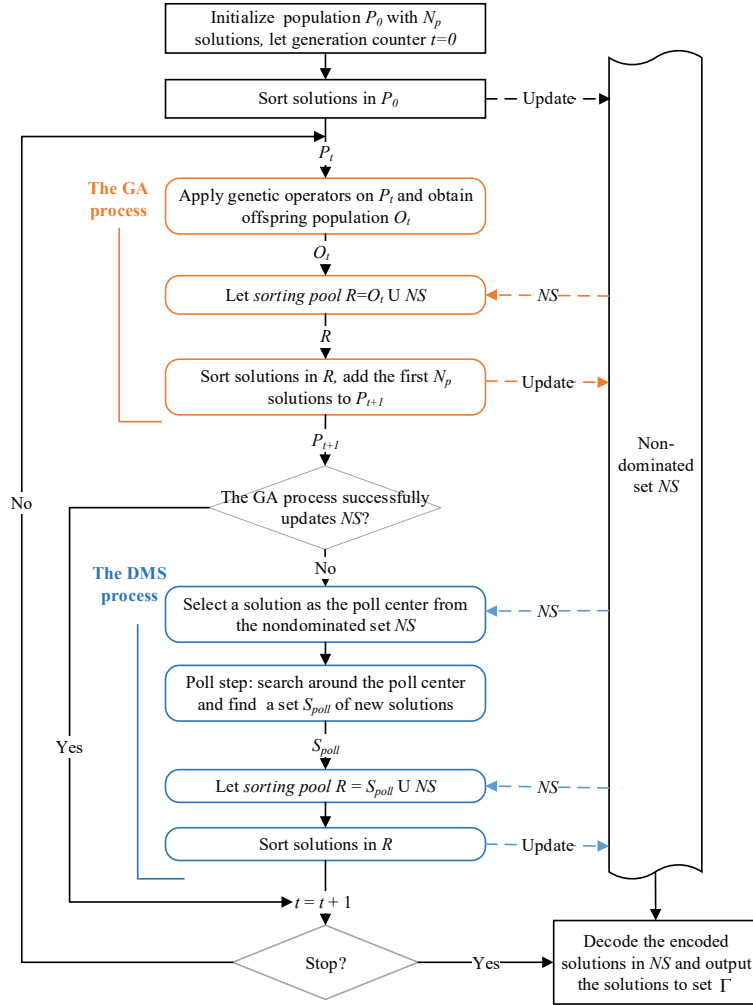 Initialize population P0 with Np
solutions, let generation counter t=0
Sort solutions in P0
Update
Pt
The GA
process
Apply genetic operators on Pt and obtain
offspring population Ot
Ot
Let sorting pool R=Ot U NS
NS
R
Sort solutions in R, add the first Np
solutions to Pt+1
Update
Pt+1
Non-
dominated
set NS
No
The GA process successfully
updates NS?
No
The DMS
process
Select a solution as the poll center from
the nondominated set NS
NS
Poll step: search around the poll center
and find a set Spoll of new solutions
Yes
Spoll
Let sorting pool R = Spoll U NS
NS
Sort solutions in R
Update
t = t + 1
Stop?
Yes
Decode the encoded
solutions in NS and output
the solutions to set Γ